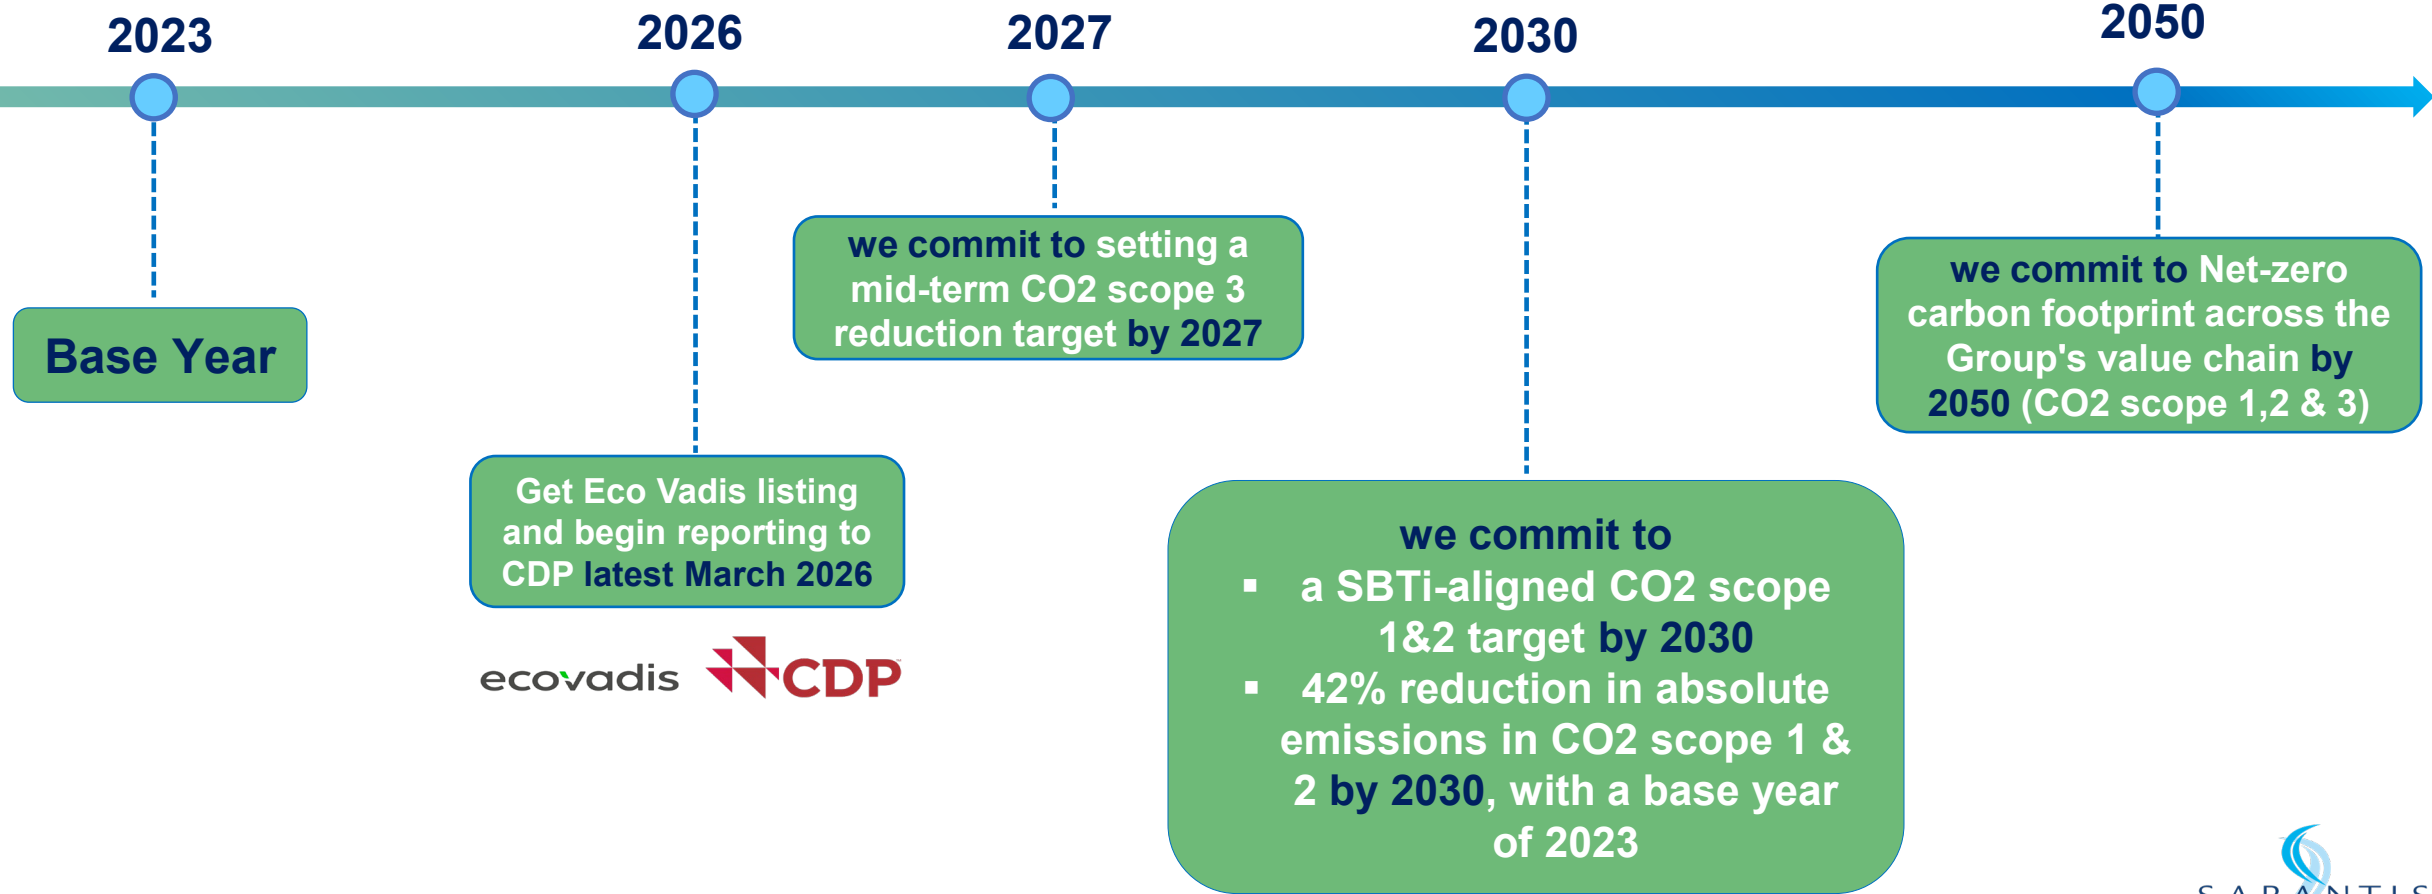 2023
2026
2027
2030
2050
Base Year
Get Eco Vadis listing
and begin reporting to
CDP latest March 2026
ecovadis
CDP
we commit to setting a
mid-term CO2 scope 3
reduction target by 2027
we commit to
▪ a SBTi-aligned CO2 scope
1&2 target by 2030
▪ 42% reduction in absolute
emissions in CO2 scope 1 &
2 by 2030, with a base year
of 2023
we commit to Net-zero
carbon footprint across the
Group's value chain by
2050 (CO2 scope 1,2 & 3)
SARANTIS